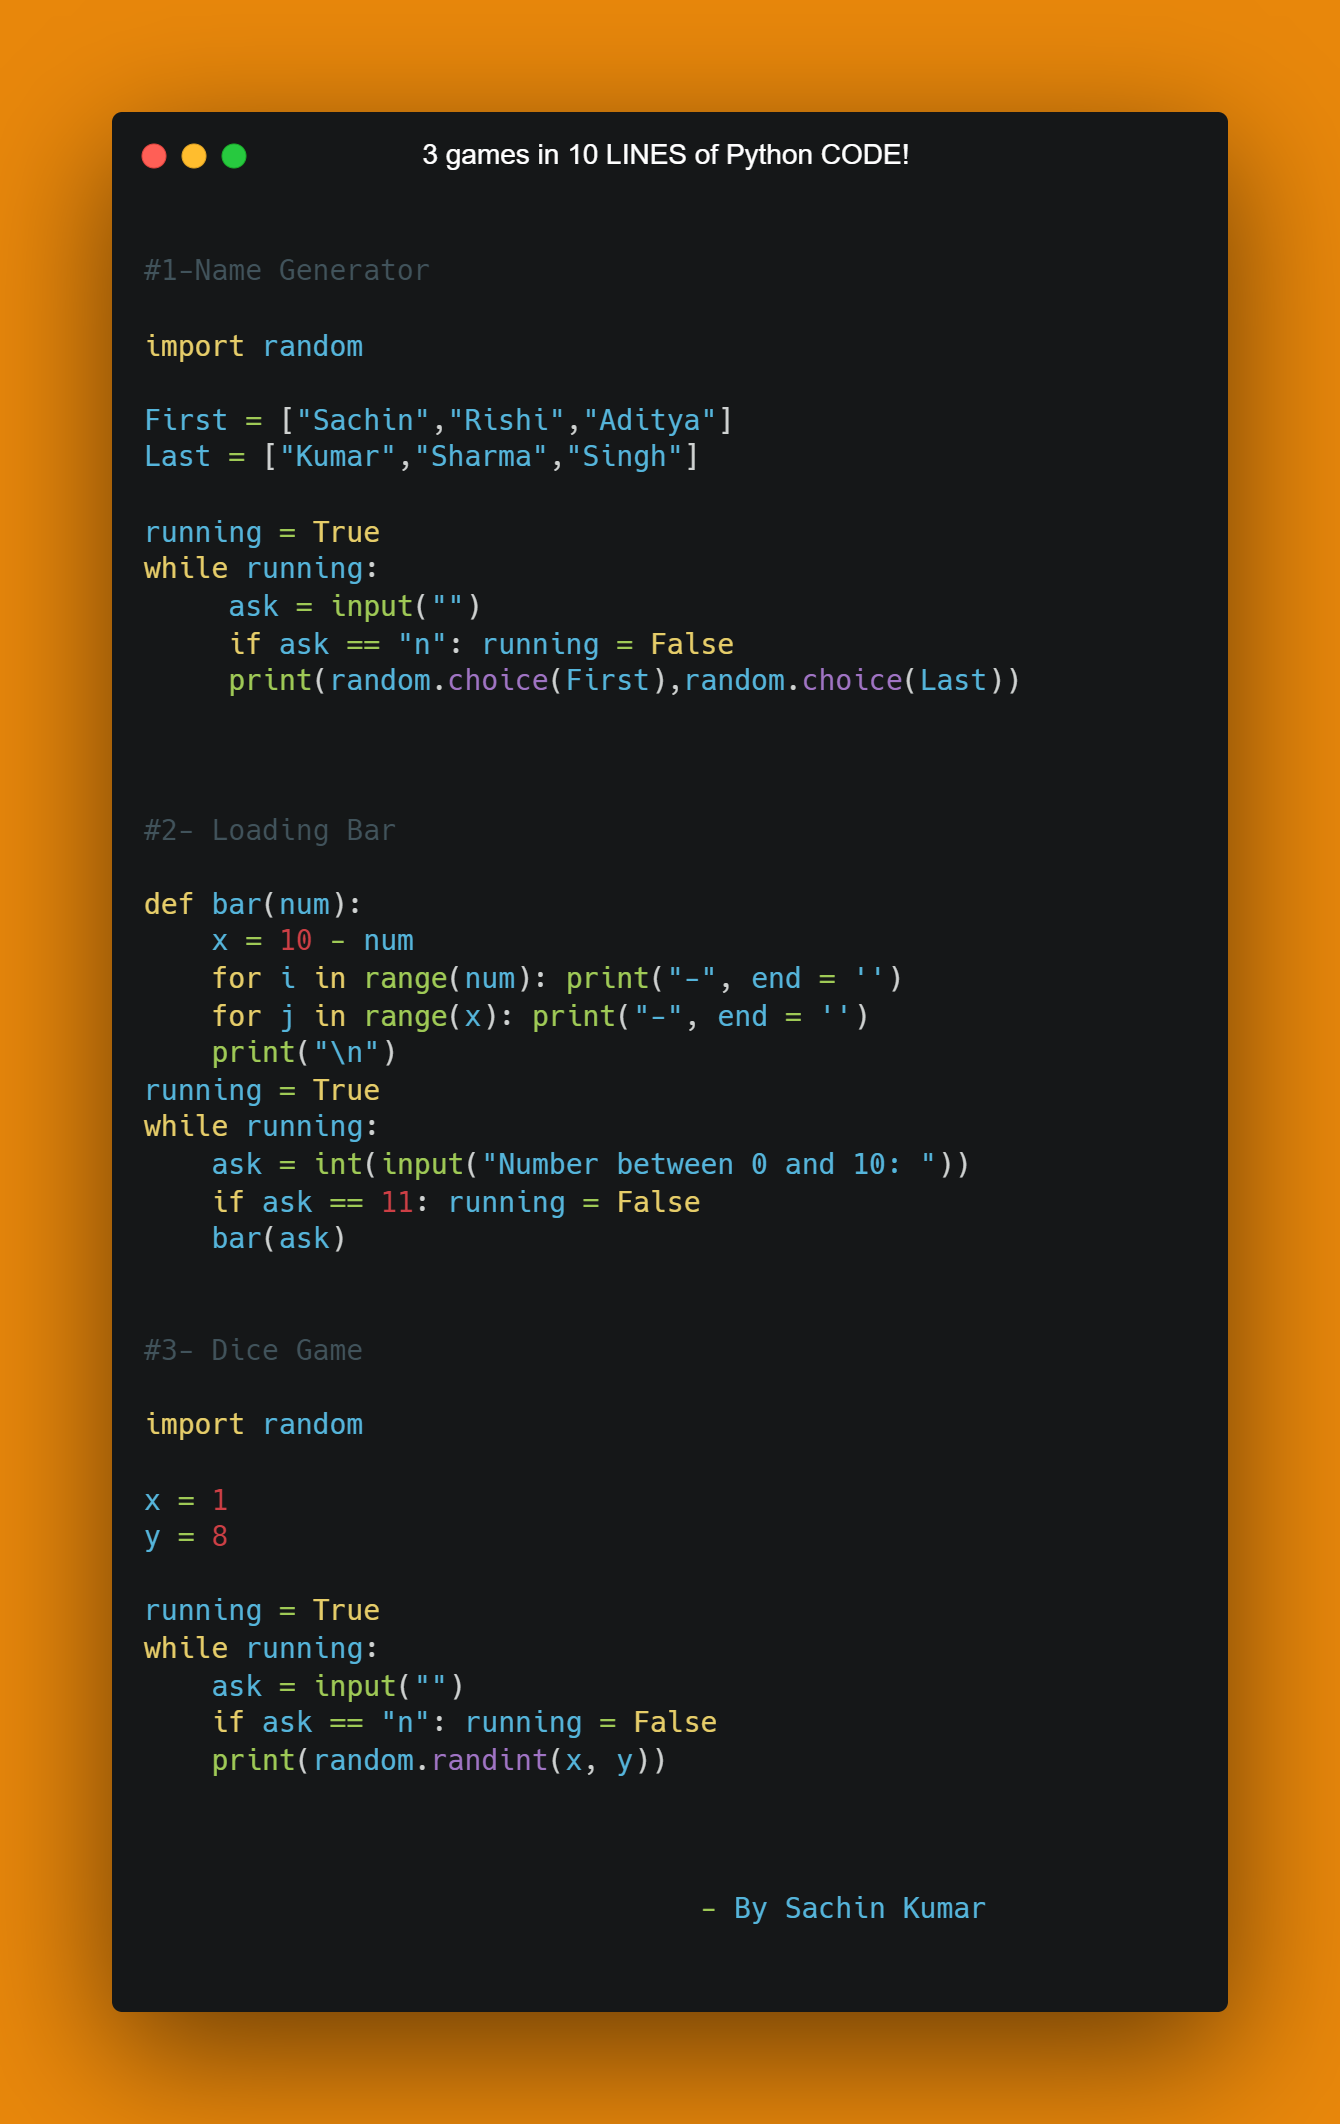 3 games in 10 LINES of Python CODE!
#1-Name Generator
import random
First = ["Sachin","Rishi","Aditya"]
Last = ["Kumar","Sharma","Singh"]
running = True
while running:
     ask = input("")
     if ask == "n": running = False
     print(random.choice(First),random.choice(Last))
#2- Loading Bar
def bar(num):
    x = 10 - num
    for i in range(num): print("-", end = '')
    for j in range(x): print("-", end = '')
    print("\n")
running = True
while running:
    ask = int(input("Number between 0 and 10: "))
    if ask == 11: running = False
    bar(ask)
#3- Dice Game
import random
x = 1
y = 8
running = True
while running:
    ask = input("")
    if ask == "n": running = False
    print(random.randint(x, y))
- By Sachin Kumar